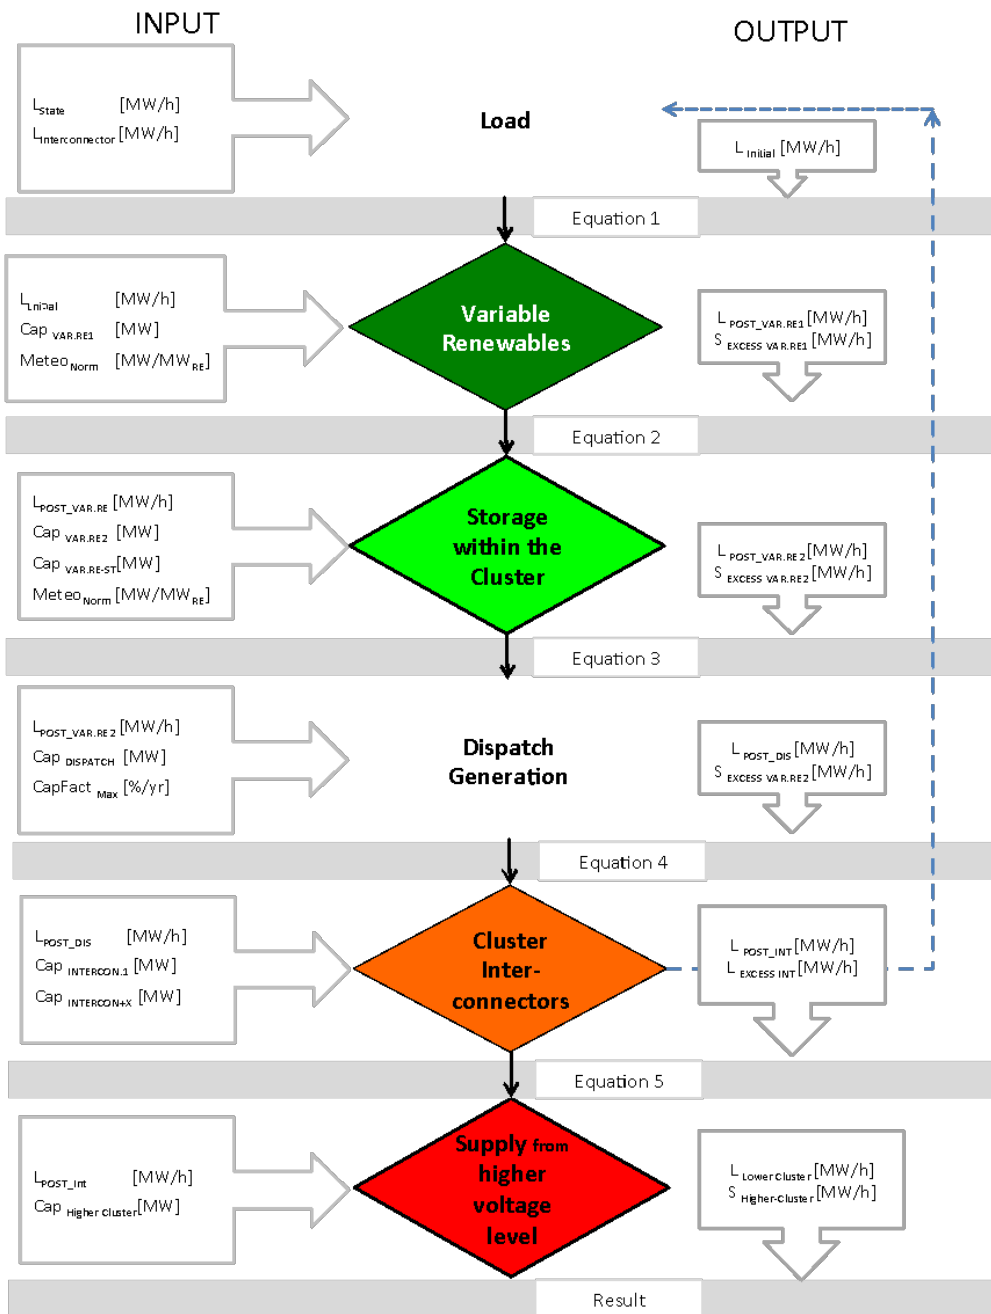 INPUT
OUTPUT
L State [MW/h]
L Interconnector [MW/h]
Load
L Initial [MW/h]
Equation 1
L Initial [MW/h]
Cap VAR.RE1 [MW]
Meteo Norm [MW/MW RE]
Variable
Renewables
L POST_VAR.RE1 [MW/h]
S EXCESS VAR.RE1 [MW/h]
Equation 2
L POST_VAR.RE [MW/h]
Cap VAR.RE2 [MW]
Cap VAR.RE-ST [MW]
Meteo Norm [MW/MW RE]
Storage
within the
Cluster
L POST_VAR.RE2 [MW/h]
S EXCESS VAR.RE2 [MW/h]
Equation 3
L POST_VAR.RE2 [MW/h]
Cap DISPATCH [MW]
CapFact Max [%/yr]
Dispatch
Generation
L POST_DIS [MW/h]
S EXCESS VAR.RE2 [MW/h]
Equation 4
L POST_DIS [MW/h]
Cap INTERCON.1 [MW]
Cap INTERCON+X [MW]
Cluster
Inter-
connectors
L POST_INT [MW/h]
L EXCESS INT [MW/h]
Equation 5
L POST_Int [MW/h]
Cap Higher Cluster [MW]
Supply from
higher
voltage
level
L Lower Cluster [MW/h]
S Higher-Cluster [MW/h]
Result